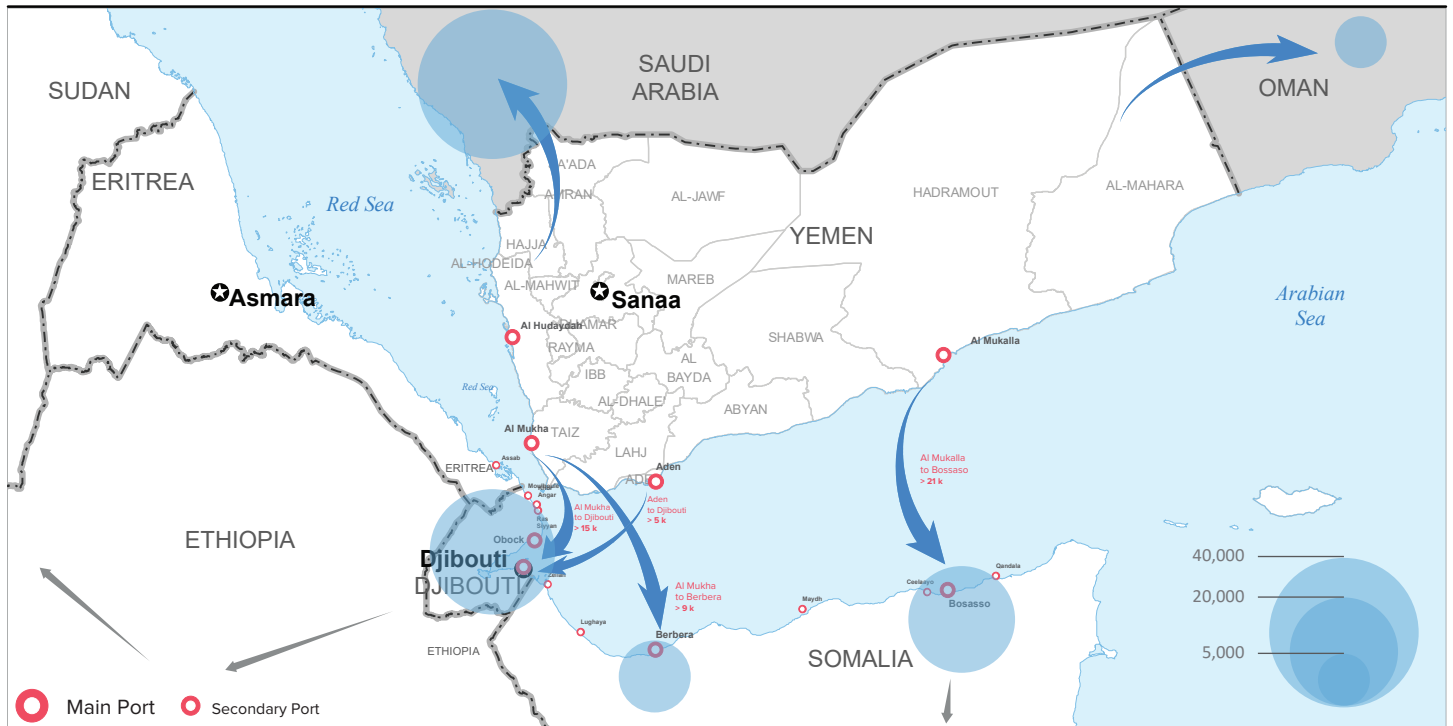 SUDAN
SAUDI
ARABIA
OMAN
ERITREA
Red Sea
AMRAN
AL-JAWF
HADRAMOUT
AL-MAHARA
YEMEN
HAJJA
AL-HODEIDA
AL-MAHWIT
MAREB
Asmara
Sanaa
Arabian
Sea
Al Hudaydah
RAYMA
SHABWA
Al Mukalla
AL
BAYDA
IBB
Red Sea
AL-DHALE'
ABYAN
Al Mukha
TAIZ
LAHJ
Assab
ERITREA
Aden
Al Mukalla
to Bossaso
> 21 k
Angar
Siyyan
Al Mukha
to Djibouti
> 15 k
Aden
to Djibouti
> 5 k
ETHIOPIA
Obock
Djibouti
DJIBOUTI
Al Mukha
to Berbera
> 9 k
Qandala
Bosasso
Maydh
Lughaya
Berbera
ETHIOPIA
SOMALIA
40,000
20,000
5,000
Main Port
Secondary Port